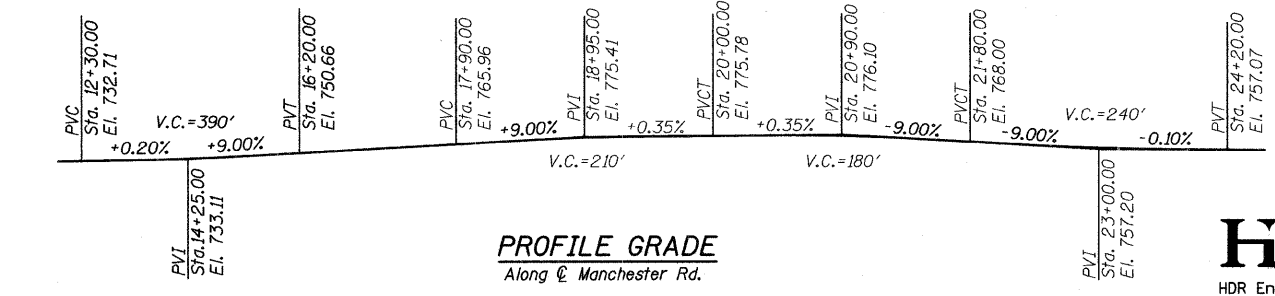 PVC
Sta. 12+30.00
El. 732.71
V.C.=390'
+0.20%
+9.00%
PVI
Sta.14+25.00
El. 733.11
PVT
Sta. 16+20.00
El. 750.66
PVC
Sta. 17+90.00
El. 765.96
+9.00%
PVI
Sta. 18+95.00
El. 775.41
+0.35%
V.C.=210'
PVCT
Sta. 20+00.00
El. 775.78
+0.35%
PVI
Sta. 20+90.00
El. 776.10
-9.00%
V.C.=180'
PVCT
Sta. 21+80.00
El. 768.00
-9.00%
V.C.=240'
PVI
Sta. 23+00.00
El. 757.20
-0.10%
PVT
Sta. 24+20.00
El. 757.07
PROFILE GRADE
Along ℄ Manchester Rd.
HDR En